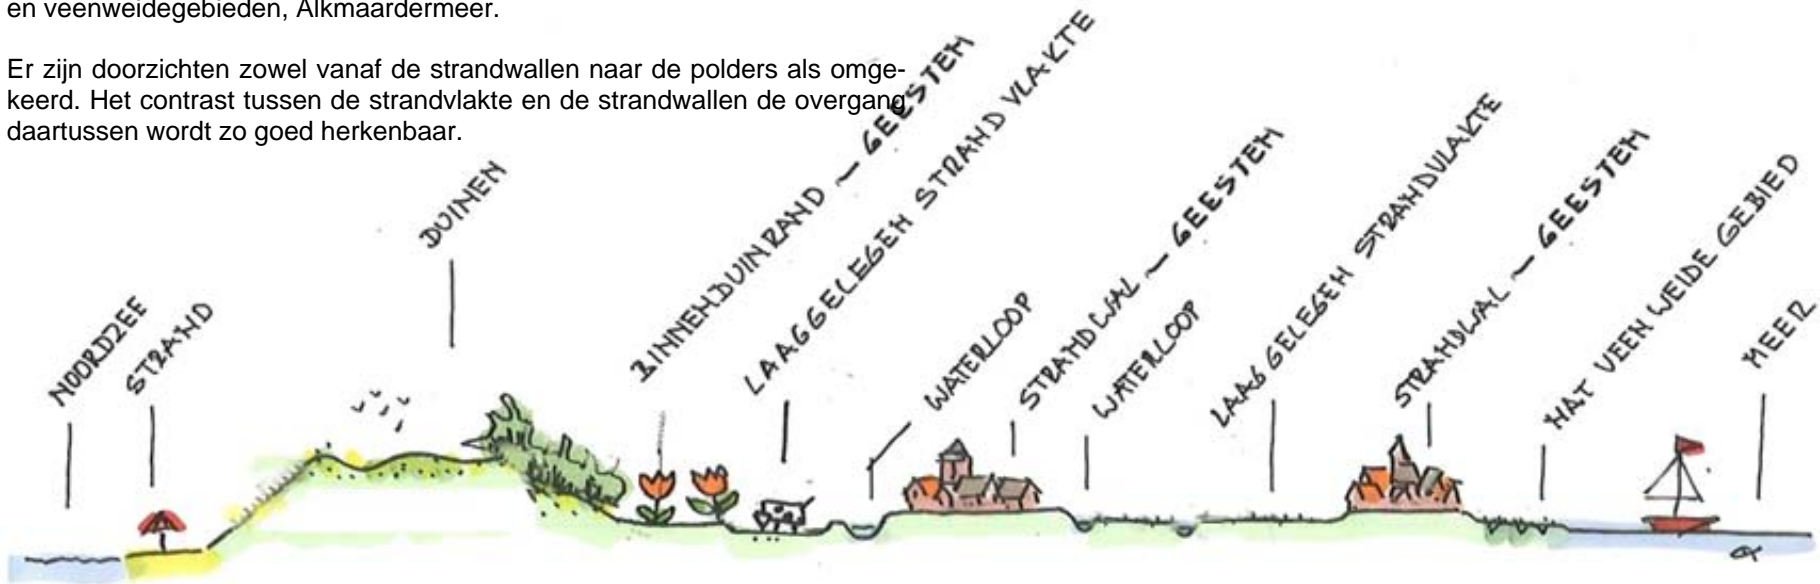 en veenweidegebieden, Alkmaardermeer.
Er zijn doorzichten zowel vanaf de strandwallen naar de polders als omge-
keerd. Het contrast tussen de strandvlakte en de strandwallen de overgang
daartussen wordt zo goed herkenbaar.
NOORDZEE
STRAND
DUINEN
BINNENDUINRAND – GEESTEN
LAAGGELEGEN STRAND VLAKTE
WATERLOOP
STRANDWAL – GEESTEN
WATERLOOP
LAAG GELEGEN STRANDVLAKTE
STRANDWAL – GEESTEN
NAT VEEN WEIDE GEBIED
MEER